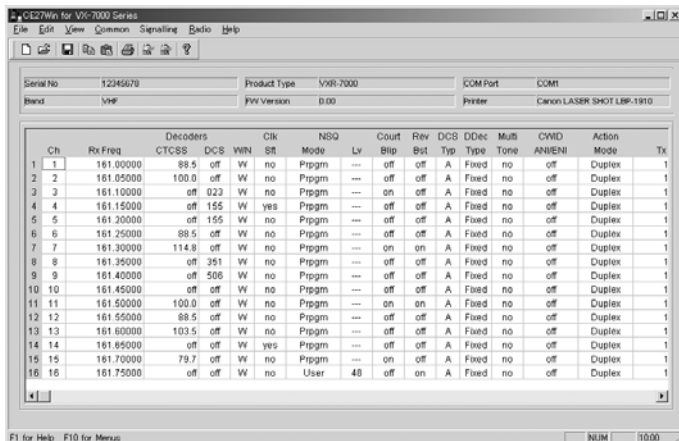 CE27Win for VX-7000 Series
File Edit View Common Signalling Radio Help
Serial No 12345678 Product Type VXR-7000 COM Port COM1
Band VHF FW Version 0.00 Printer Canon LASER SHOT LBP-1910
Decoders Clk NSQ Court Rev DCS DDec Multi CWID Action
Ch Rx Freq CTCSS DCS W/N Sft Mode Lv Blip Bst Typ Type Tone ANI/ENI Mode Tx
1 1 161.00000 88.5 off W no Prpgm --- off off A Fixed no off Duplex 1
2 2 161.05000 100.0 off W no Prpgm --- off off A Fixed no off Duplex 1
3 3 161.10000 off 023 W no Prpgm --- on off A Fixed no off Duplex 1
4 4 161.15000 off 155 W yes Prpgm --- off off A Fixed no off Duplex 1
5 5 161.20000 off 155 W no Prpgm --- off off A Fixed no off Duplex 1
6 6 161.25000 88.5 off W no Prpgm --- off off A Fixed no off Duplex 1
7 7 161.30000 114.8 off W no Prpgm --- on on A Fixed no off Duplex 1
8 8 161.35000 off 351 W no Prpgm --- off off A Fixed no off Duplex 1
9 9 161.40000 off 506 W no Prpgm --- off off A Fixed no off Duplex 1
10 10 161.45000 off off W no Prpgm --- off off A Fixed no off Duplex 1
11 11 161.50000 100.0 off W no Prpgm --- on on A Fixed no off Duplex 1
12 12 161.55000 88.5 off W no Prpgm --- off off A Fixed no off Duplex 1
13 13 161.60000 103.5 off W no Prpgm --- off off A Fixed no off Duplex 1
14 14 161.65000 off off W yes Prpgm --- off off A Fixed no off Duplex 1
15 15 161.70000 79.7 off W no Prpgm --- on off A Fixed no off Duplex 1
16 16 161.75000 off off W no User 48 off on A Fixed no off Duplex 1
F1 for Help F10 for Menus NUM 10:00